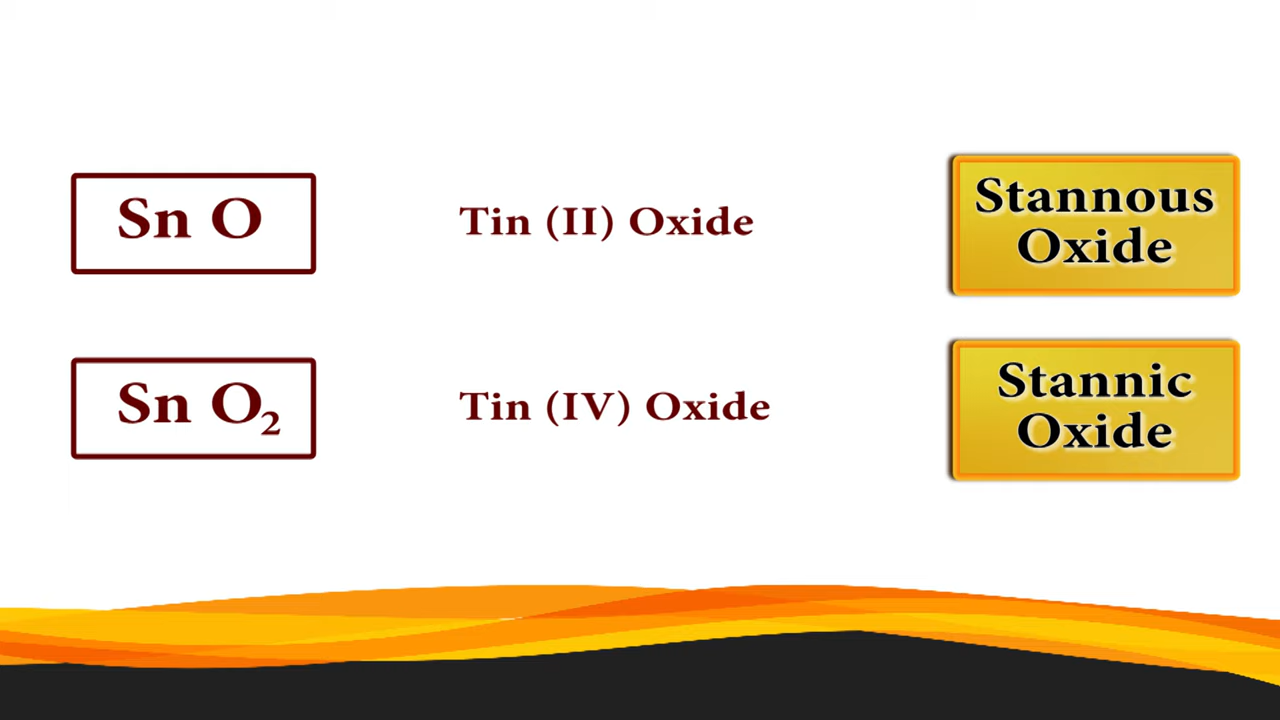 Sn O
Tin (II) Oxide
Stannous
Oxide
Sn O₂
Tin (IV) Oxide
Stannic
Oxide